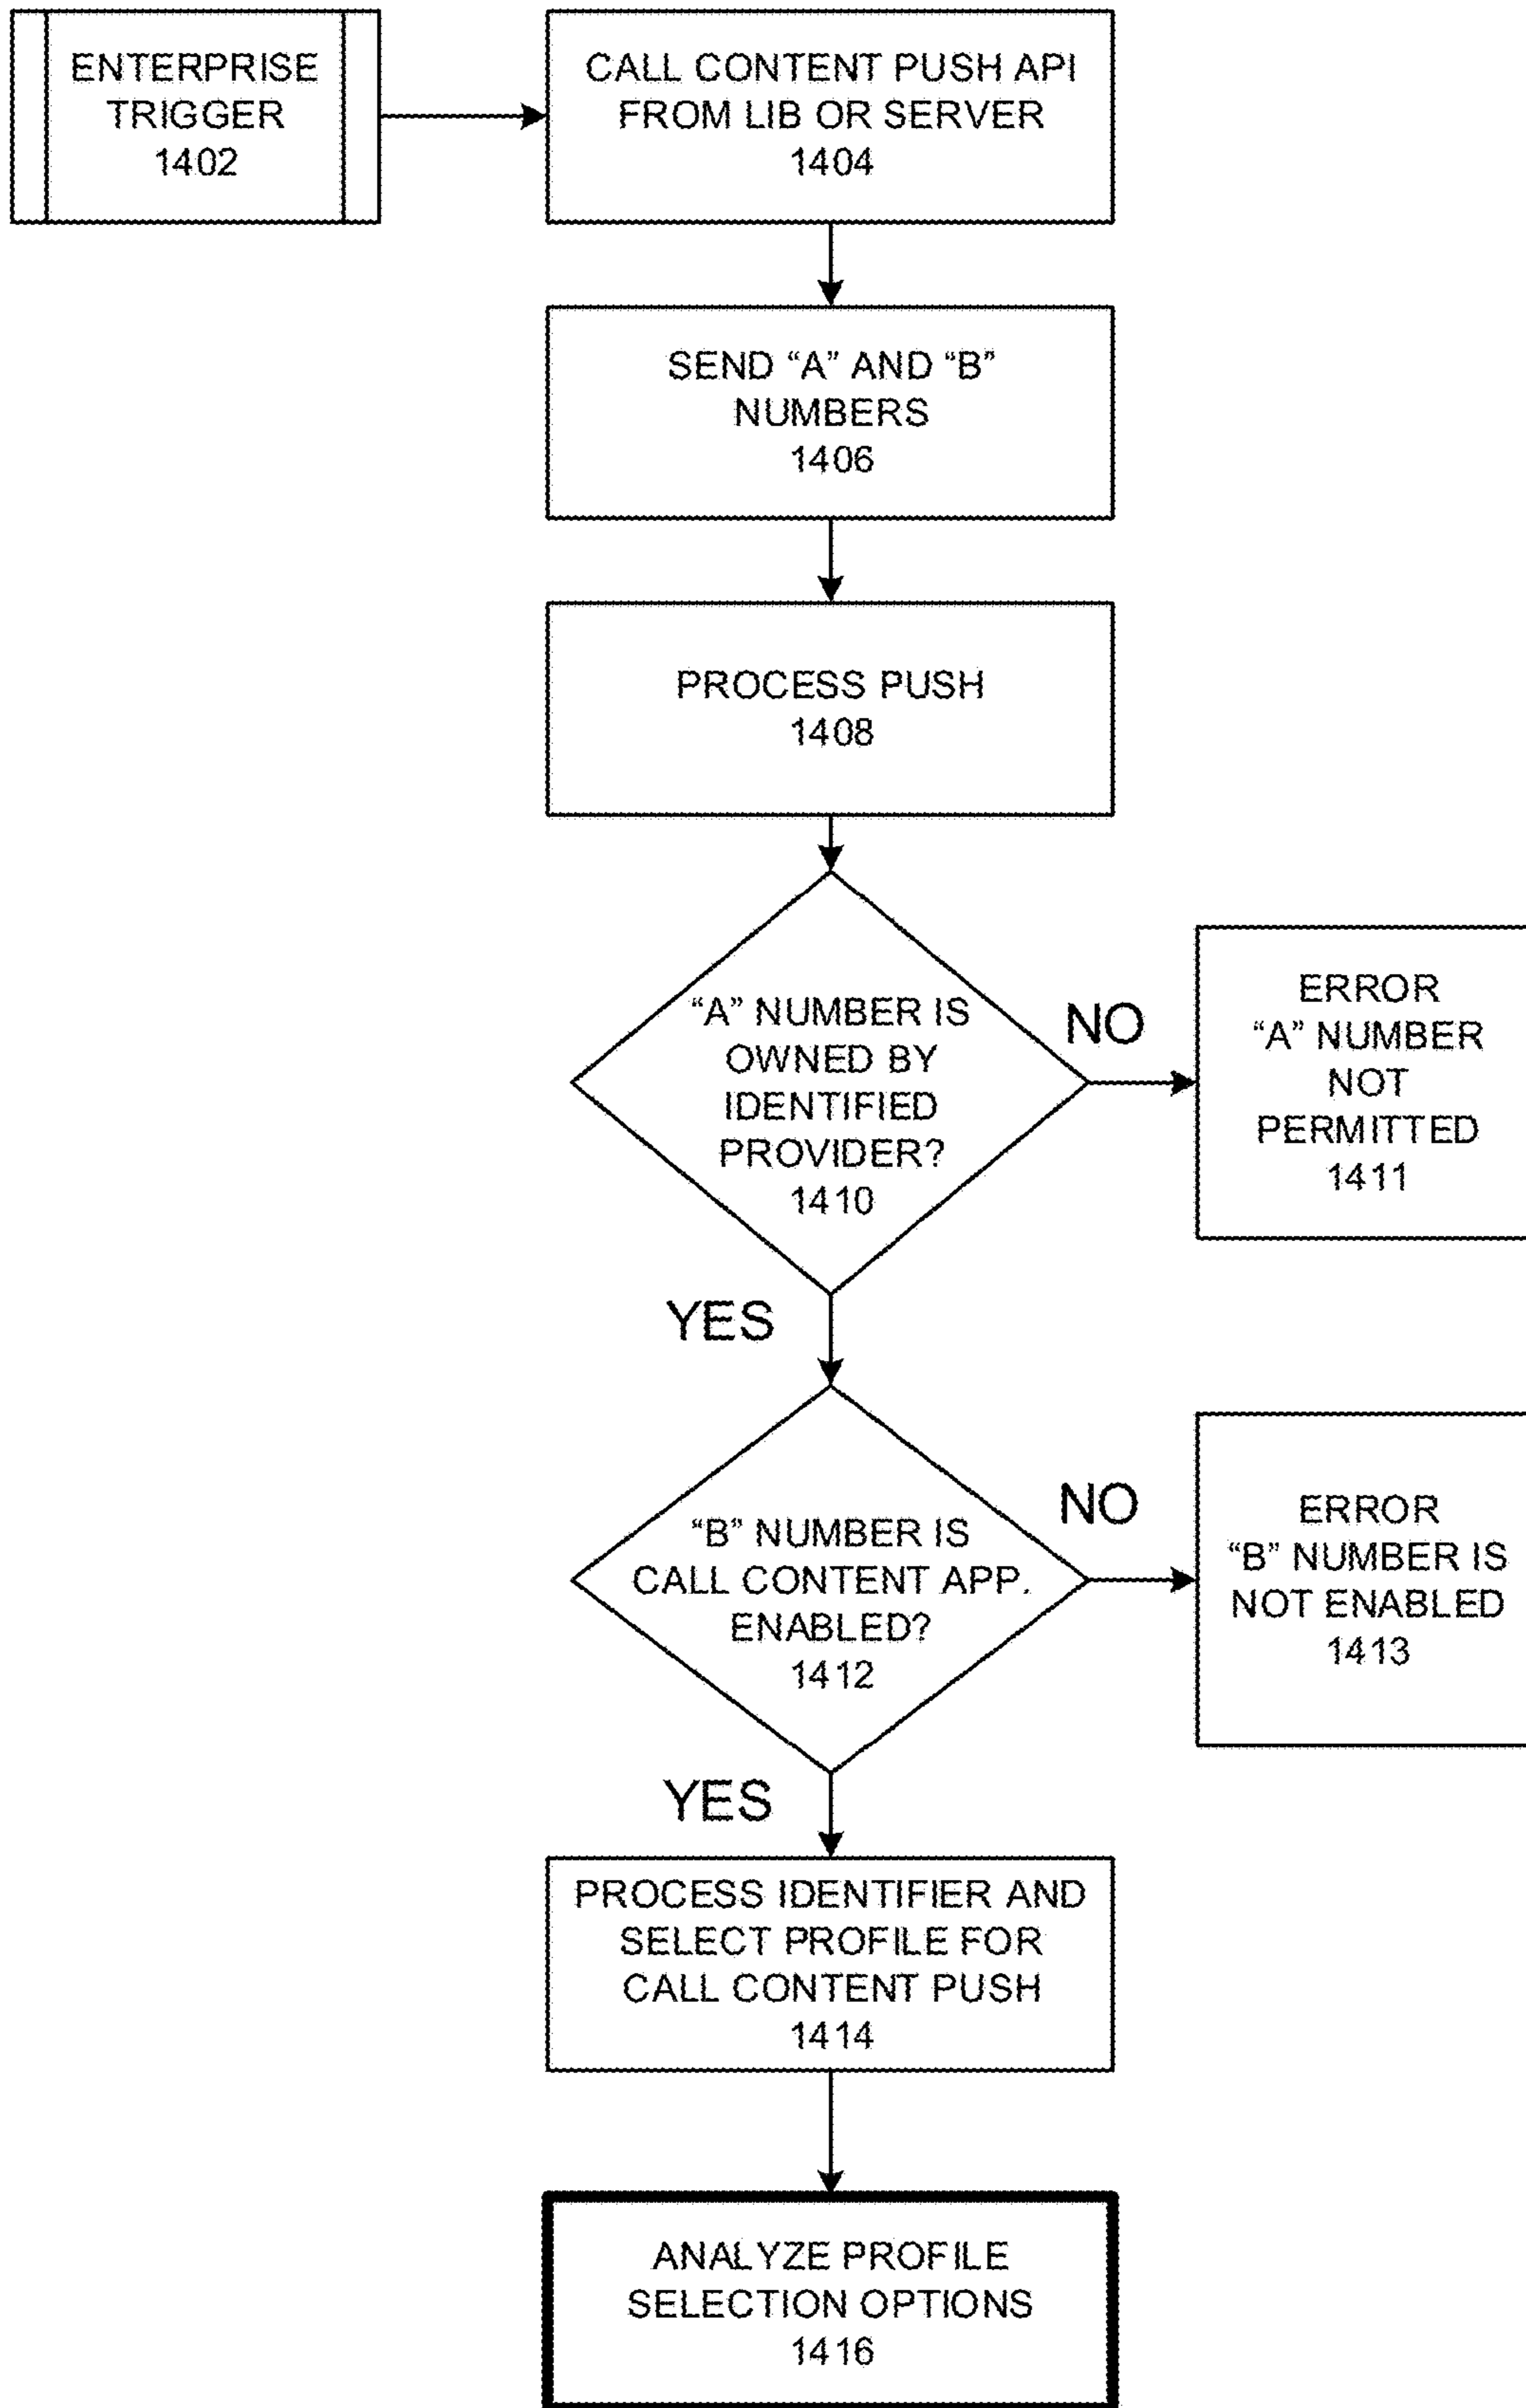 ENTERPRISE
TRIGGER
1402
CALL CONTENT PUSH API
FROM LIB OR SERVER
1404
SEND “A” AND “B”
NUMBERS
1406
PROCESS PUSH
1408
“A” NUMBER IS
OWNED BY
IDENTIFIED
PROVIDER?
1410
NO
ERROR
“A” NUMBER
NOT
PERMITTED
1411
YES
“B” NUMBER IS
CALL CONTENT APP.
ENABLED?
1412
NO
ERROR
“B” NUMBER IS
NOT ENABLED
1413
YES
PROCESS IDENTIFIER AND
SELECT PROFILE FOR
CALL CONTENT PUSH
1414
ANALYZE PROFILE
SELECTION OPTIONS
1416